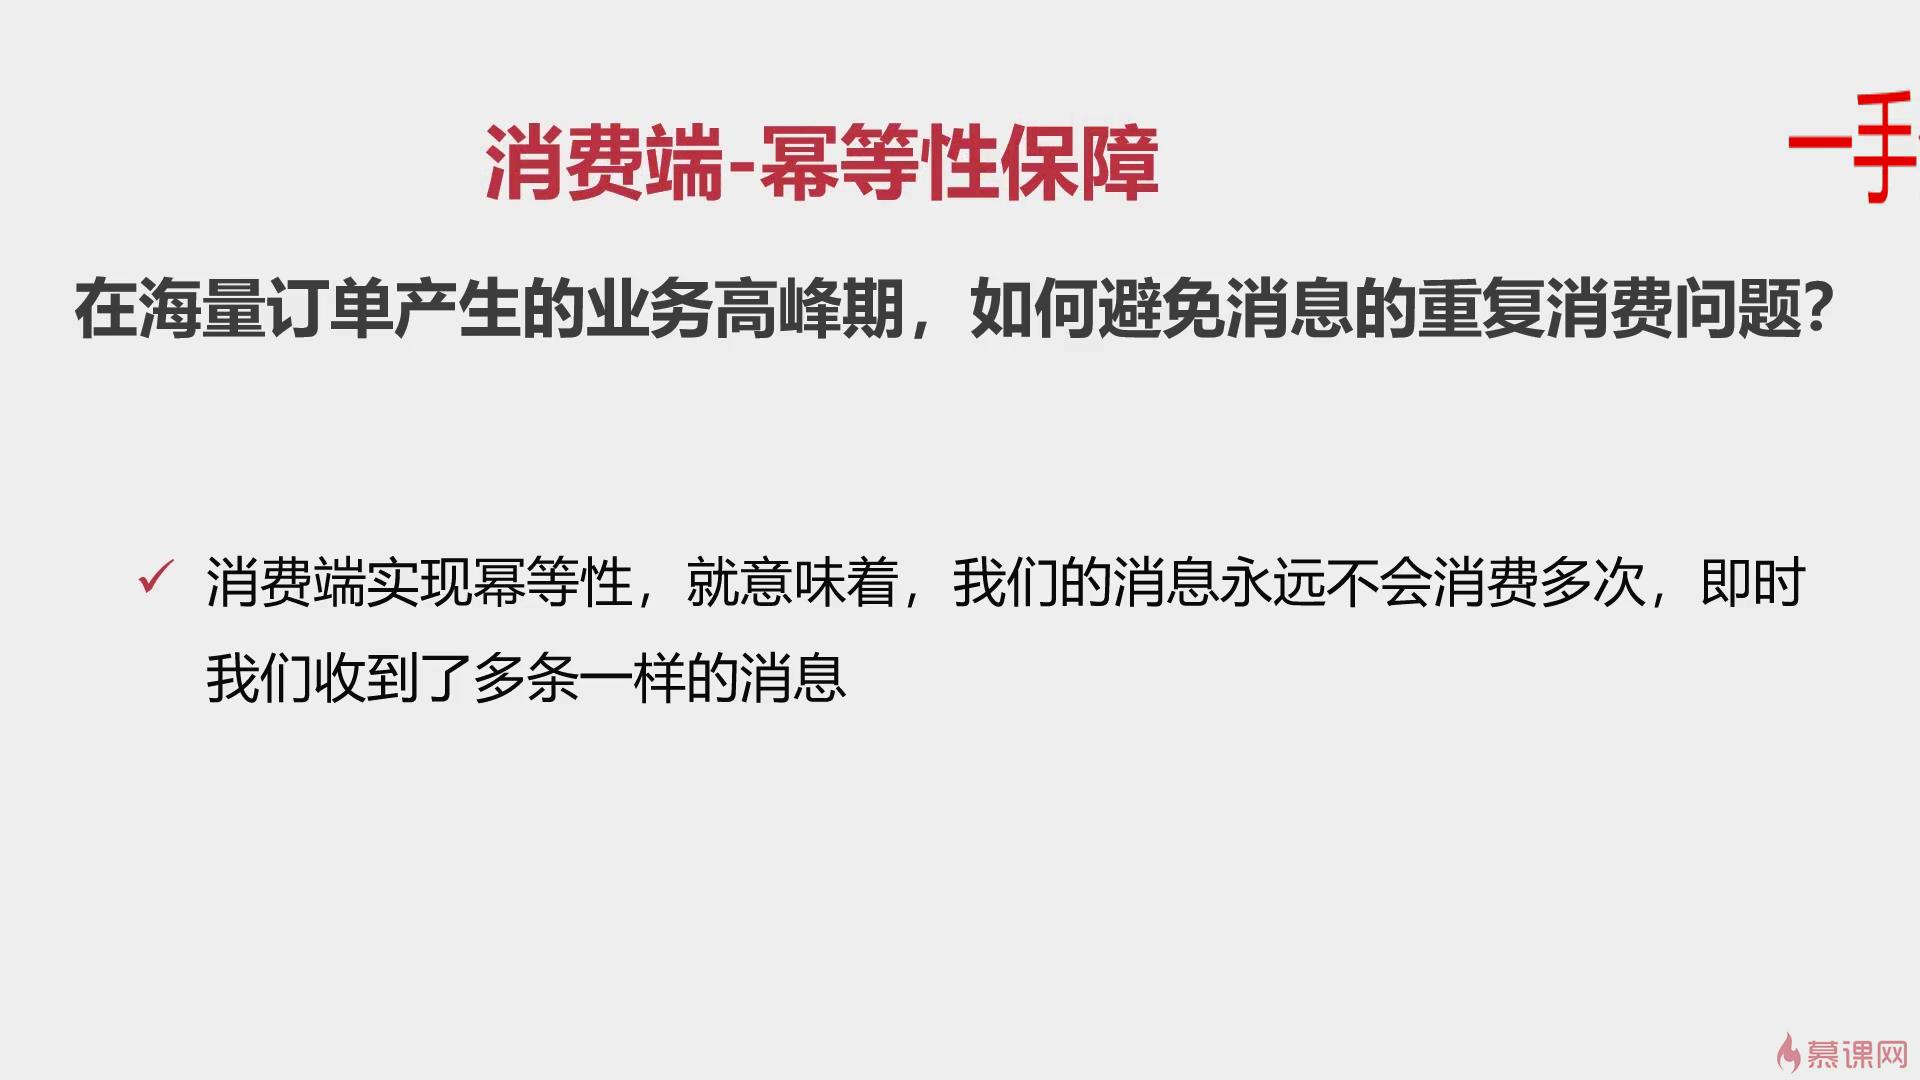 消费端-幂等性保障
一手
在海量订单产生的业务高峰期，如何避免消息的重复消费问题？
消费端实现幂等性，就意味着，我们的消息永远不会消费多次，即时
我们收到了多条一样的消息
慕课网